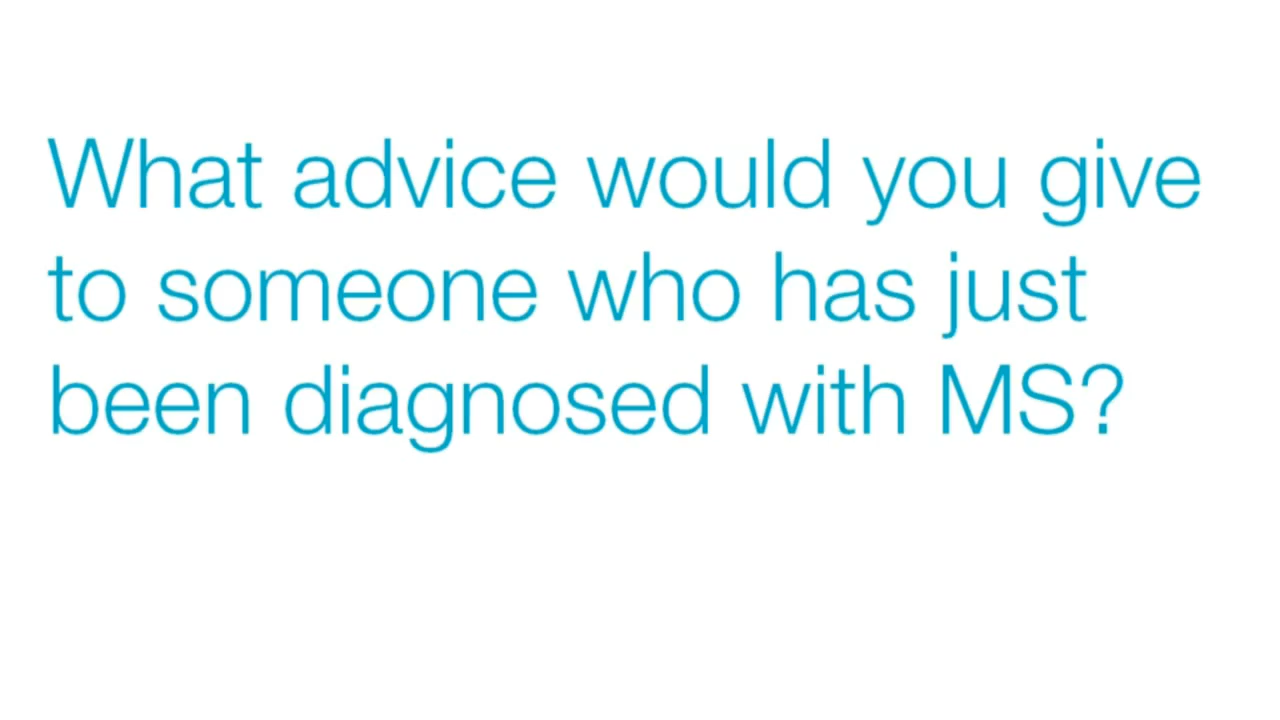 What advice would you give
to someone who has just
been diagnosed with MS?